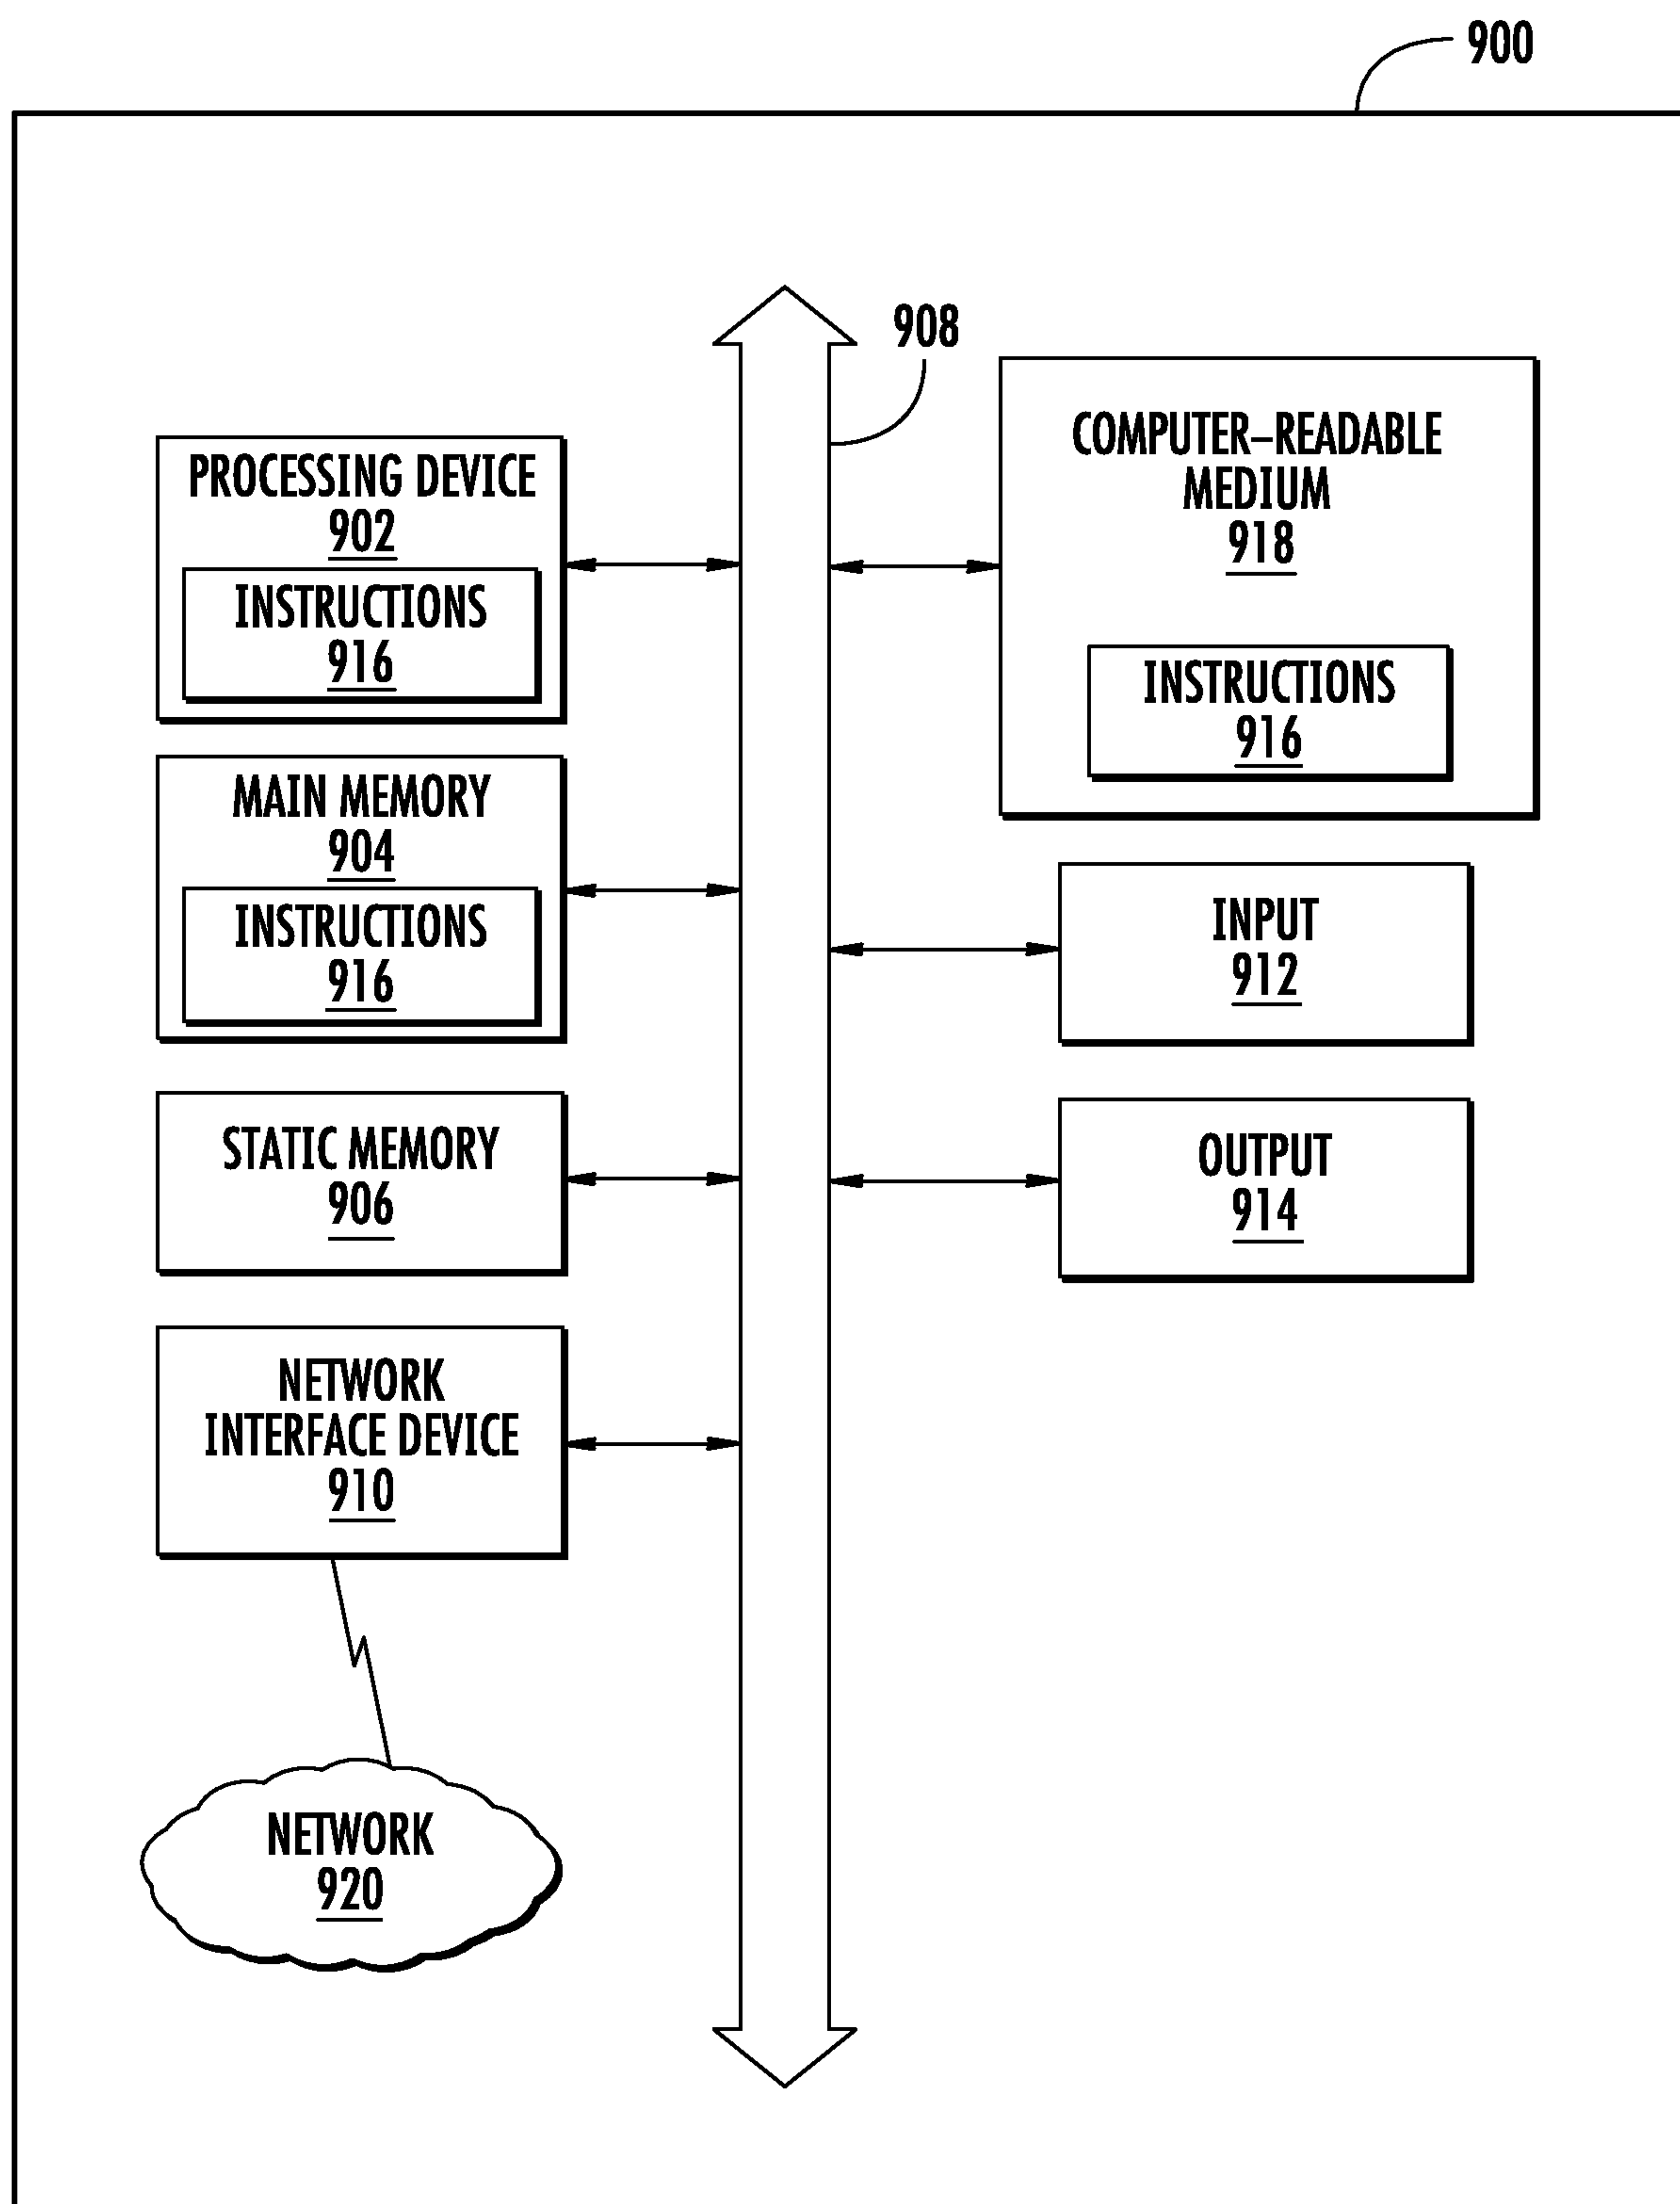 900
908
PROCESSING DEVICE
902
INSTRUCTIONS
916
MAIN MEMORY
904
INSTRUCTIONS
916
STATIC MEMORY
906
NETWORK
INTERFACE DEVICE
910
NETWORK
920
COMPUTER–READABLE
MEDIUM
918
INSTRUCTIONS
916
INPUT
912
OUTPUT
914